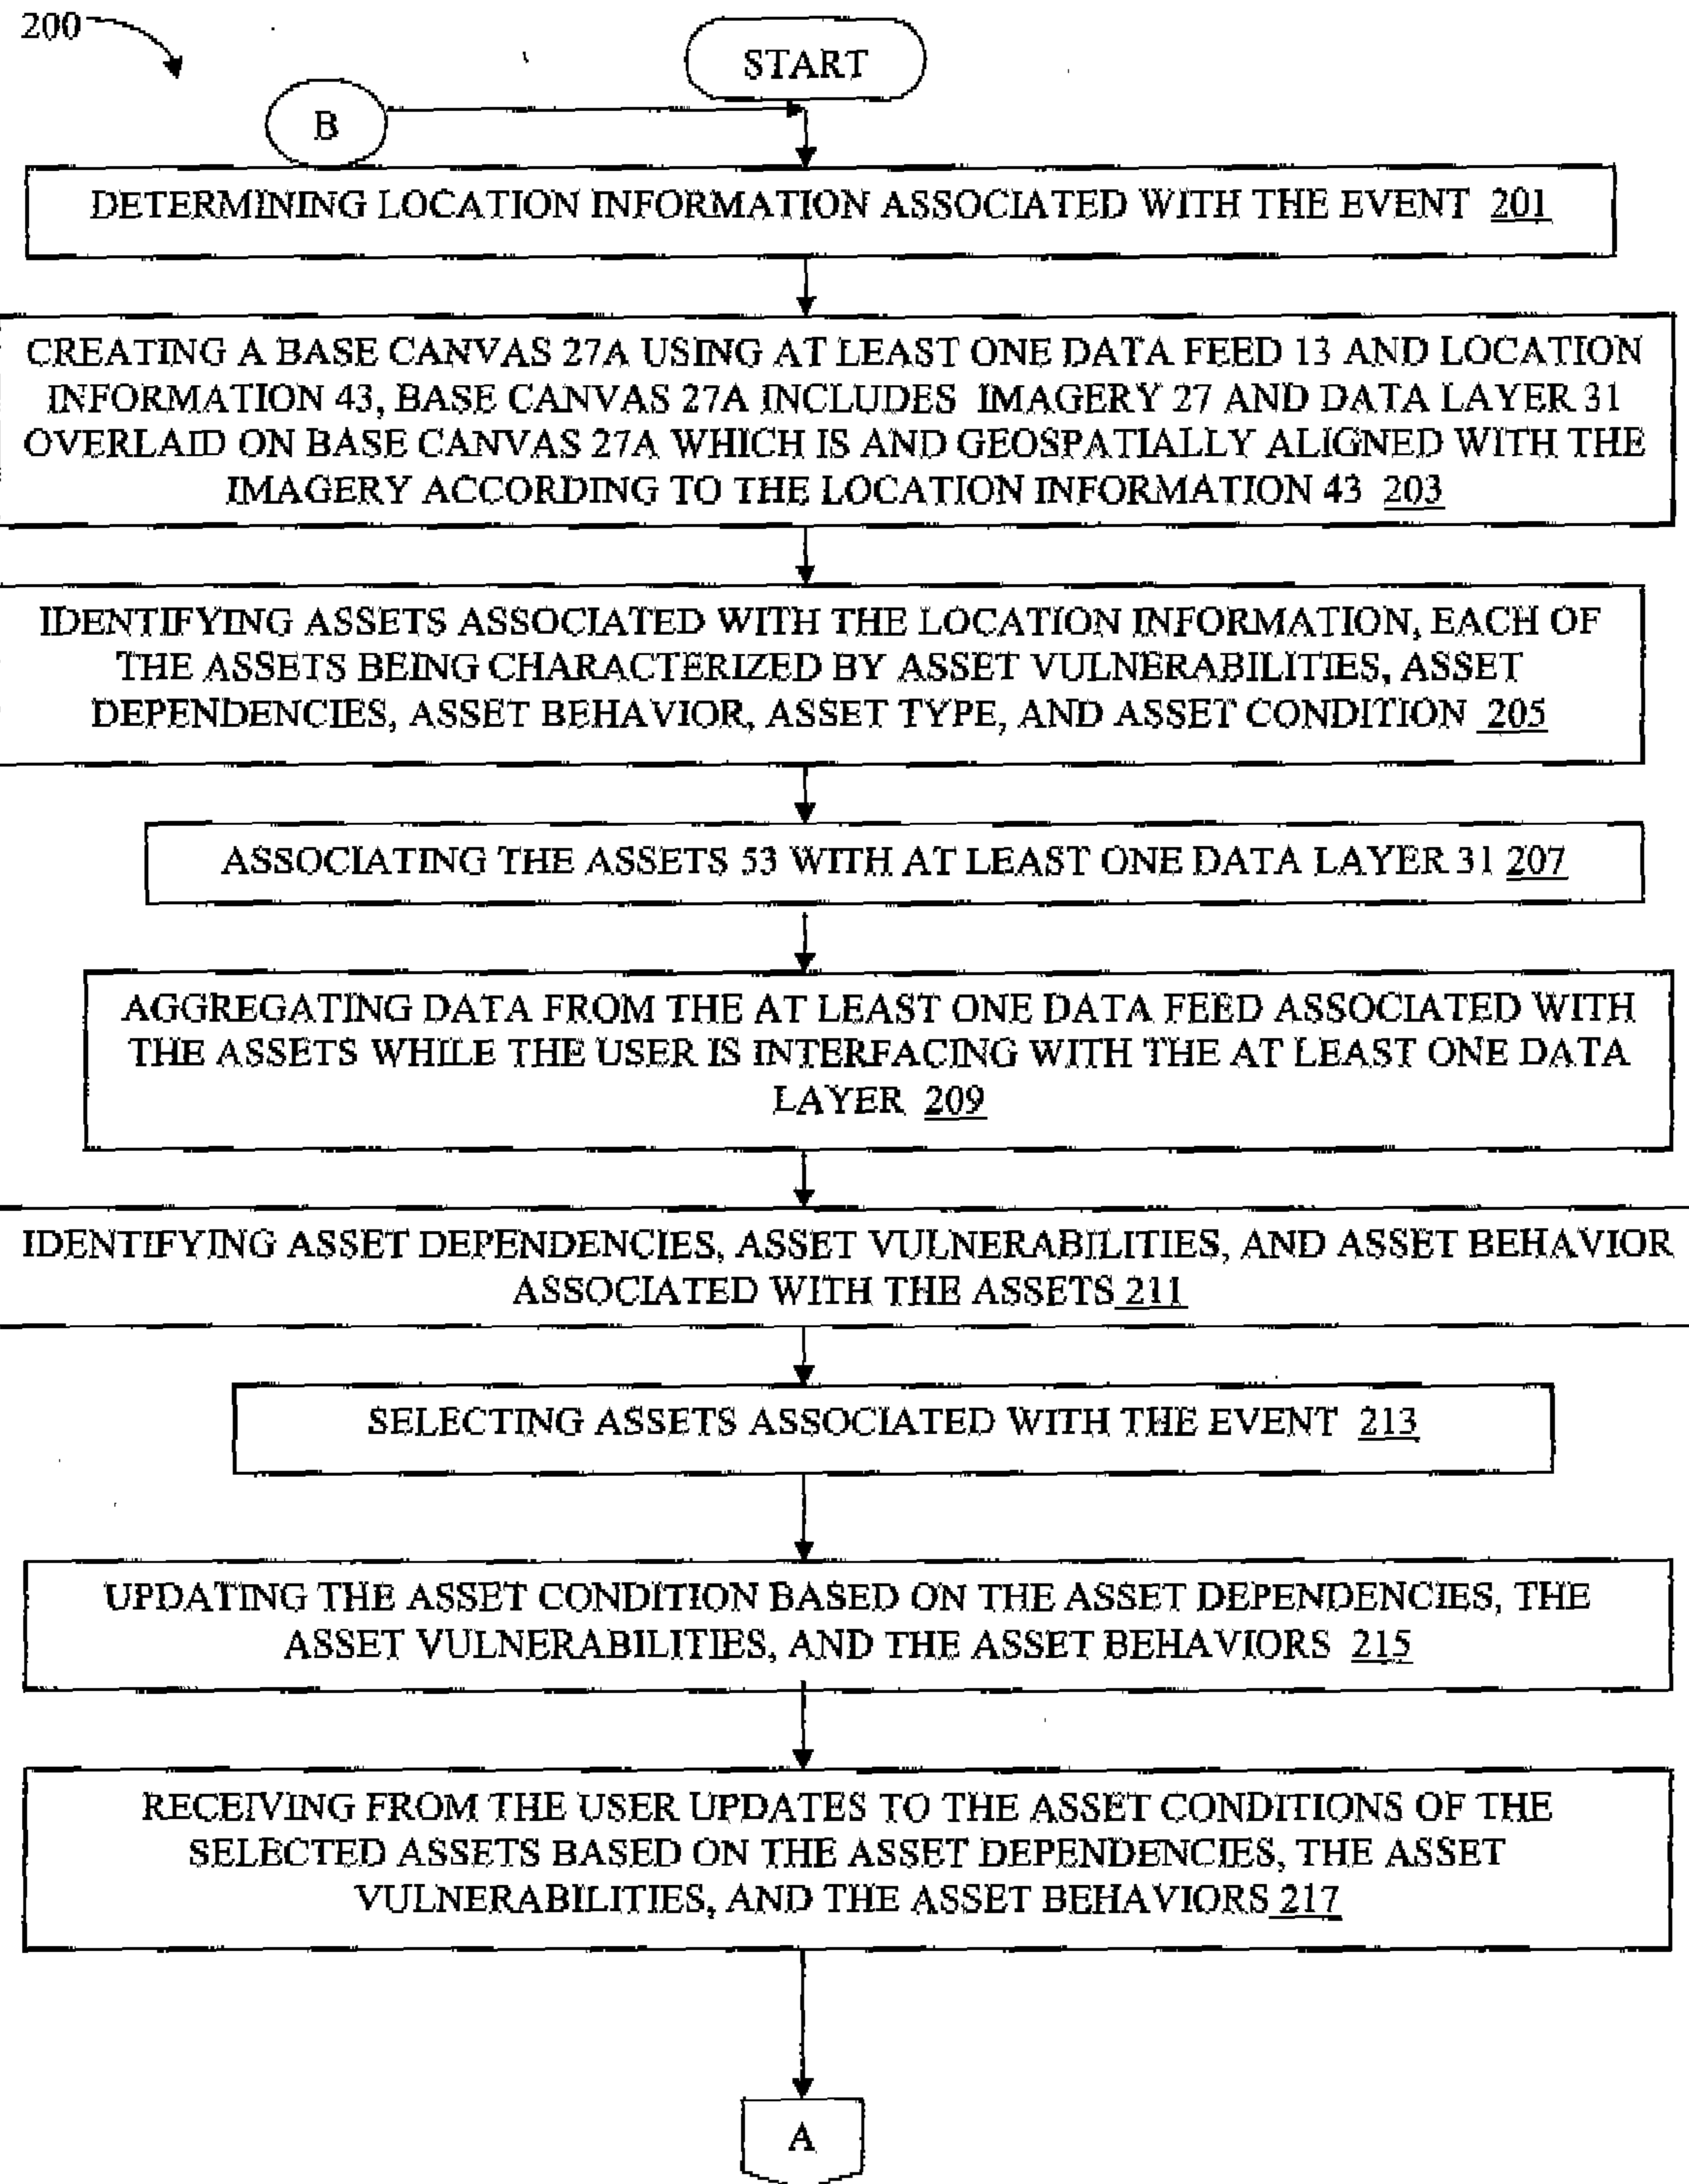 200
START
B
DETERMINING LOCATION INFORMATION ASSOCIATED WITH THE EVENT 201
CREATING A BASE CANVAS 27A USING AT LEAST ONE DATA FEED 13 AND LOCATION
INFORMATION 43, BASE CANVAS 27A INCLUDES IMAGERY 27 AND DATA LAYER 31
OVERLAID ON BASE CANVAS 27A WHICH IS AND GEOSPATIALLY ALIGNED WITH THE
IMAGERY ACCORDING TO THE LOCATION INFORMATION 43 203
IDENTIFYING ASSETS ASSOCIATED WITH THE LOCATION INFORMATION, EACH OF
THE ASSETS BEING CHARACTERIZED BY ASSET VULNERABILITIES, ASSET
DEPENDENCIES, ASSET BEHAVIOR, ASSET TYPE, AND ASSET CONDITION 205
ASSOCIATING THE ASSETS 53 WITH AT LEAST ONE DATA LAYER 31 207
AGGREGATING DATA FROM THE AT LEAST ONE DATA FEED ASSOCIATED WITH
THE ASSETS WHILE THE USER IS INTERFACING WITH THE AT LEAST ONE DATA
LAYER 209
IDENTIFYING ASSET DEPENDENCIES, ASSET VULNERABILITIES, AND ASSET BEHAVIOR
ASSOCIATED WITH THE ASSETS 211
SELECTING ASSETS ASSOCIATED WITH THE EVENT 213
UPDATING THE ASSET CONDITION BASED ON THE ASSET DEPENDENCIES, THE
ASSET VULNERABILITIES, AND THE ASSET BEHAVIORS 215
RECEIVING FROM THE USER UPDATES TO THE ASSET CONDITIONS OF THE
SELECTED ASSETS BASED ON THE ASSET DEPENDENCIES, THE ASSET
VULNERABILITIES, AND THE ASSET BEHAVIORS 217
A